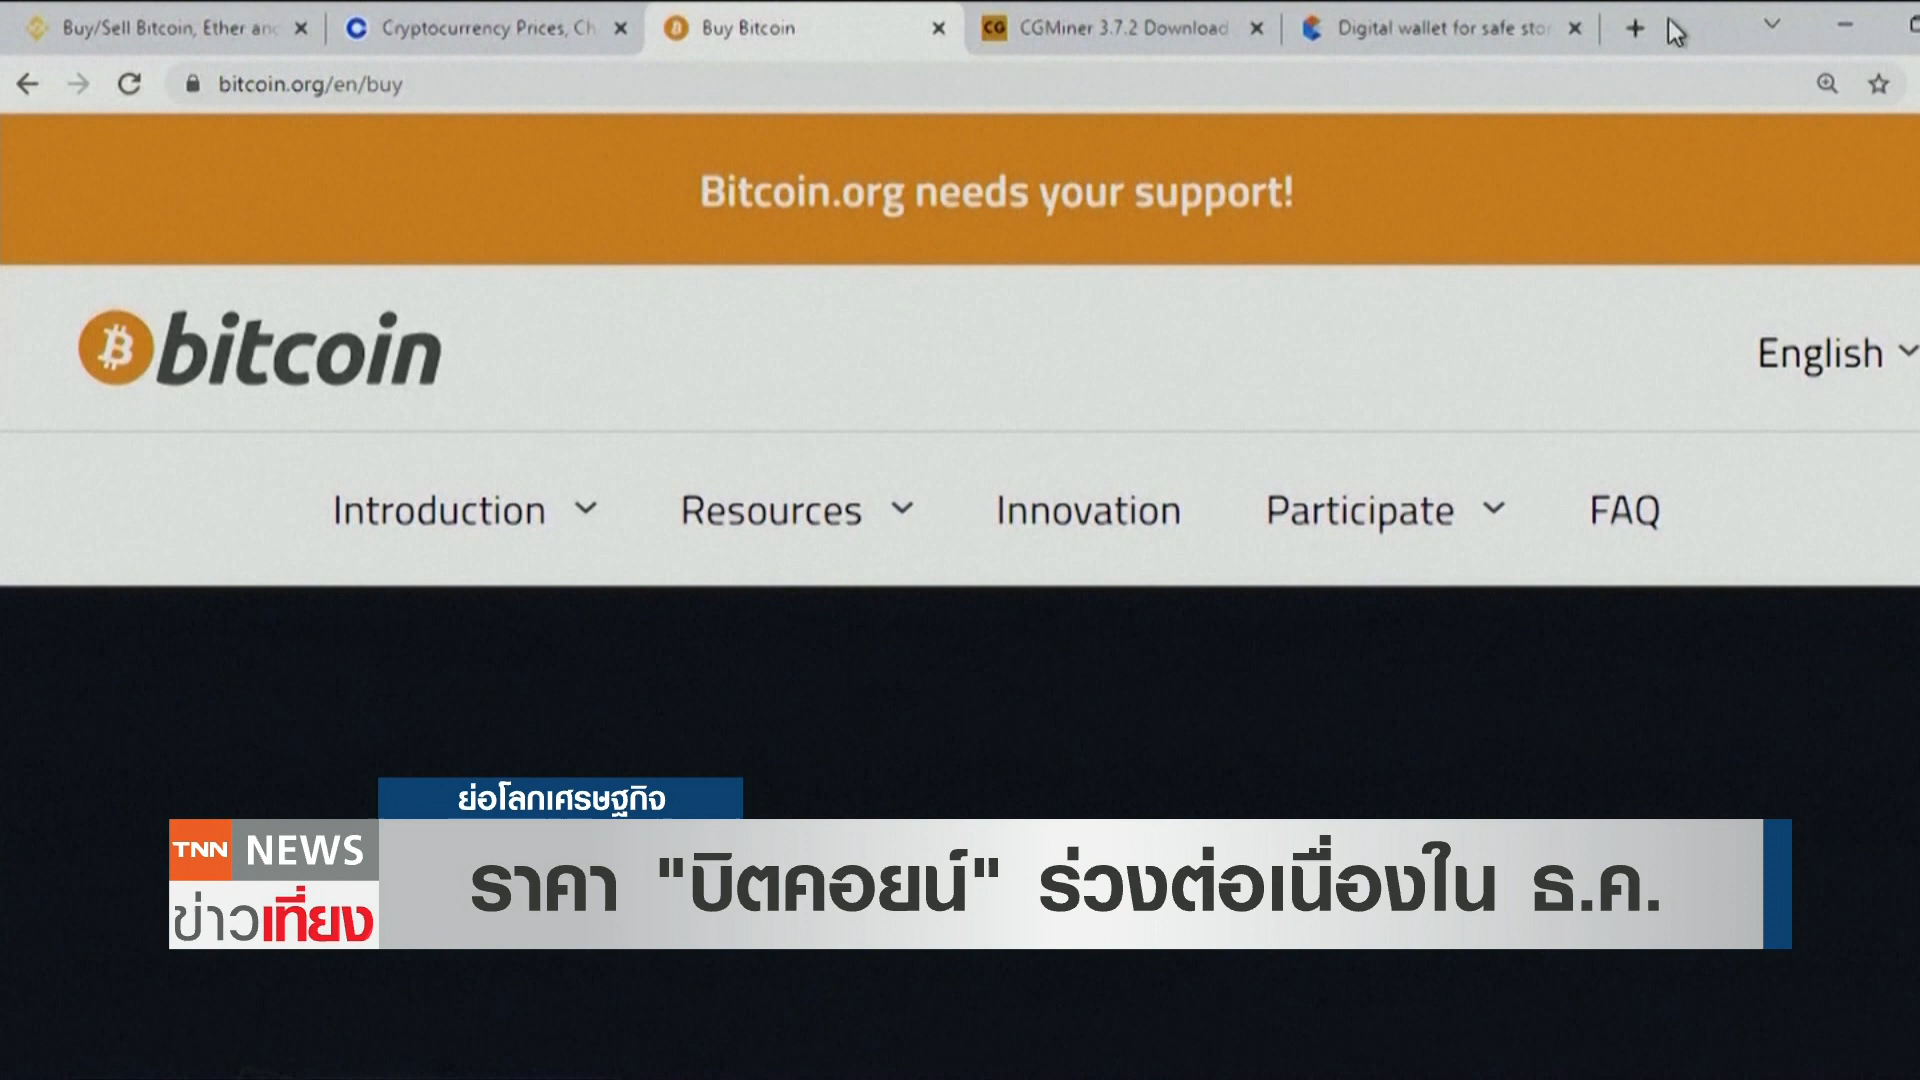 Buy/Sell Bitcoin, Ether an
Cryptocurrency Prices, Ch
Buy Bitcoin
CG
CGMiner 3.7.2 Download
Digital wallet for safe sto
bitcoin.org/en/buy
Bitcoin.org needs your support!
bitcoin
English
Introduction
Resources
Innovation
Participate
FAQ
ย่อโลกเศรษฐกิจ
TNN NEWS
ข่าวเที่ยง
ราคา "บิตคอยน์" ร่วงต่อเนื่องใน ธ.ค.